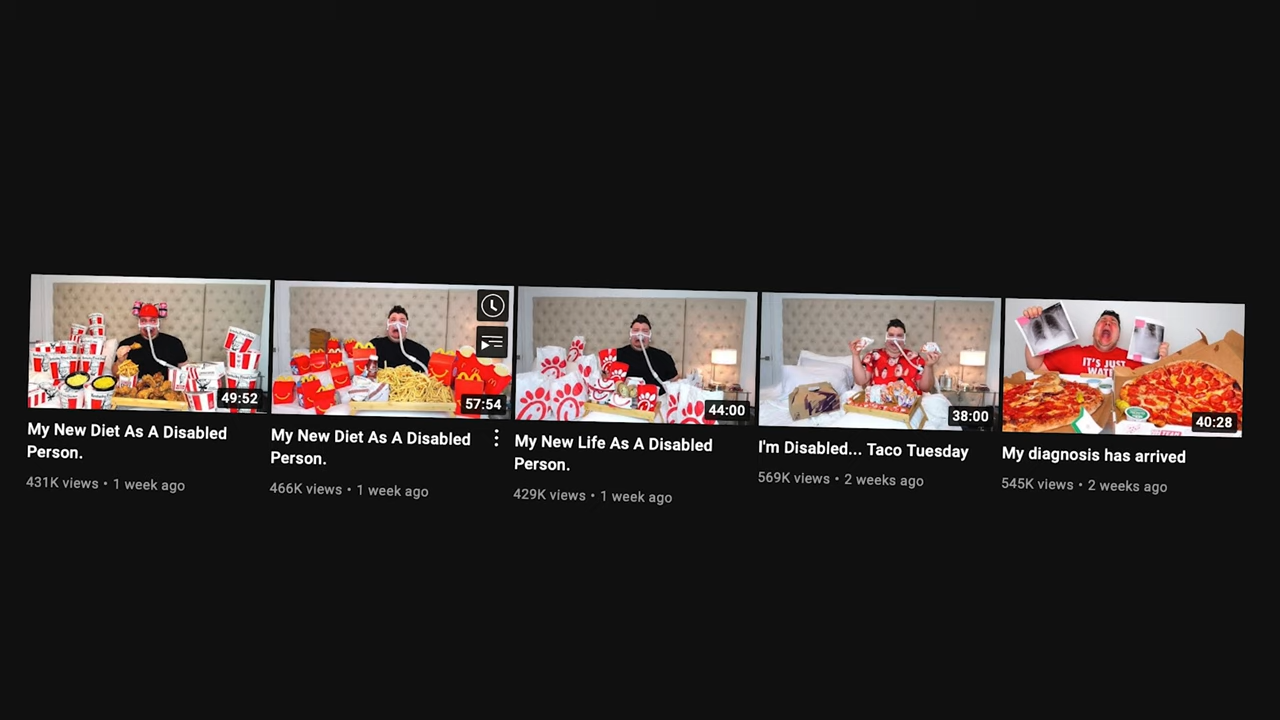 49:52
57:54
44:00
38:00
IT'S JUST
WAT
40:28
My New Diet As A Disabled
Person.
431K views • 1 week ago
My New Diet As A Disabled
Person.
466K views • 1 week ago
My New Life As A Disabled
Person.
429K views • 1 week ago
I'm Disabled... Taco Tuesday
569K views • 2 weeks ago
My diagnosis has arrived
545K views • 2 weeks ago